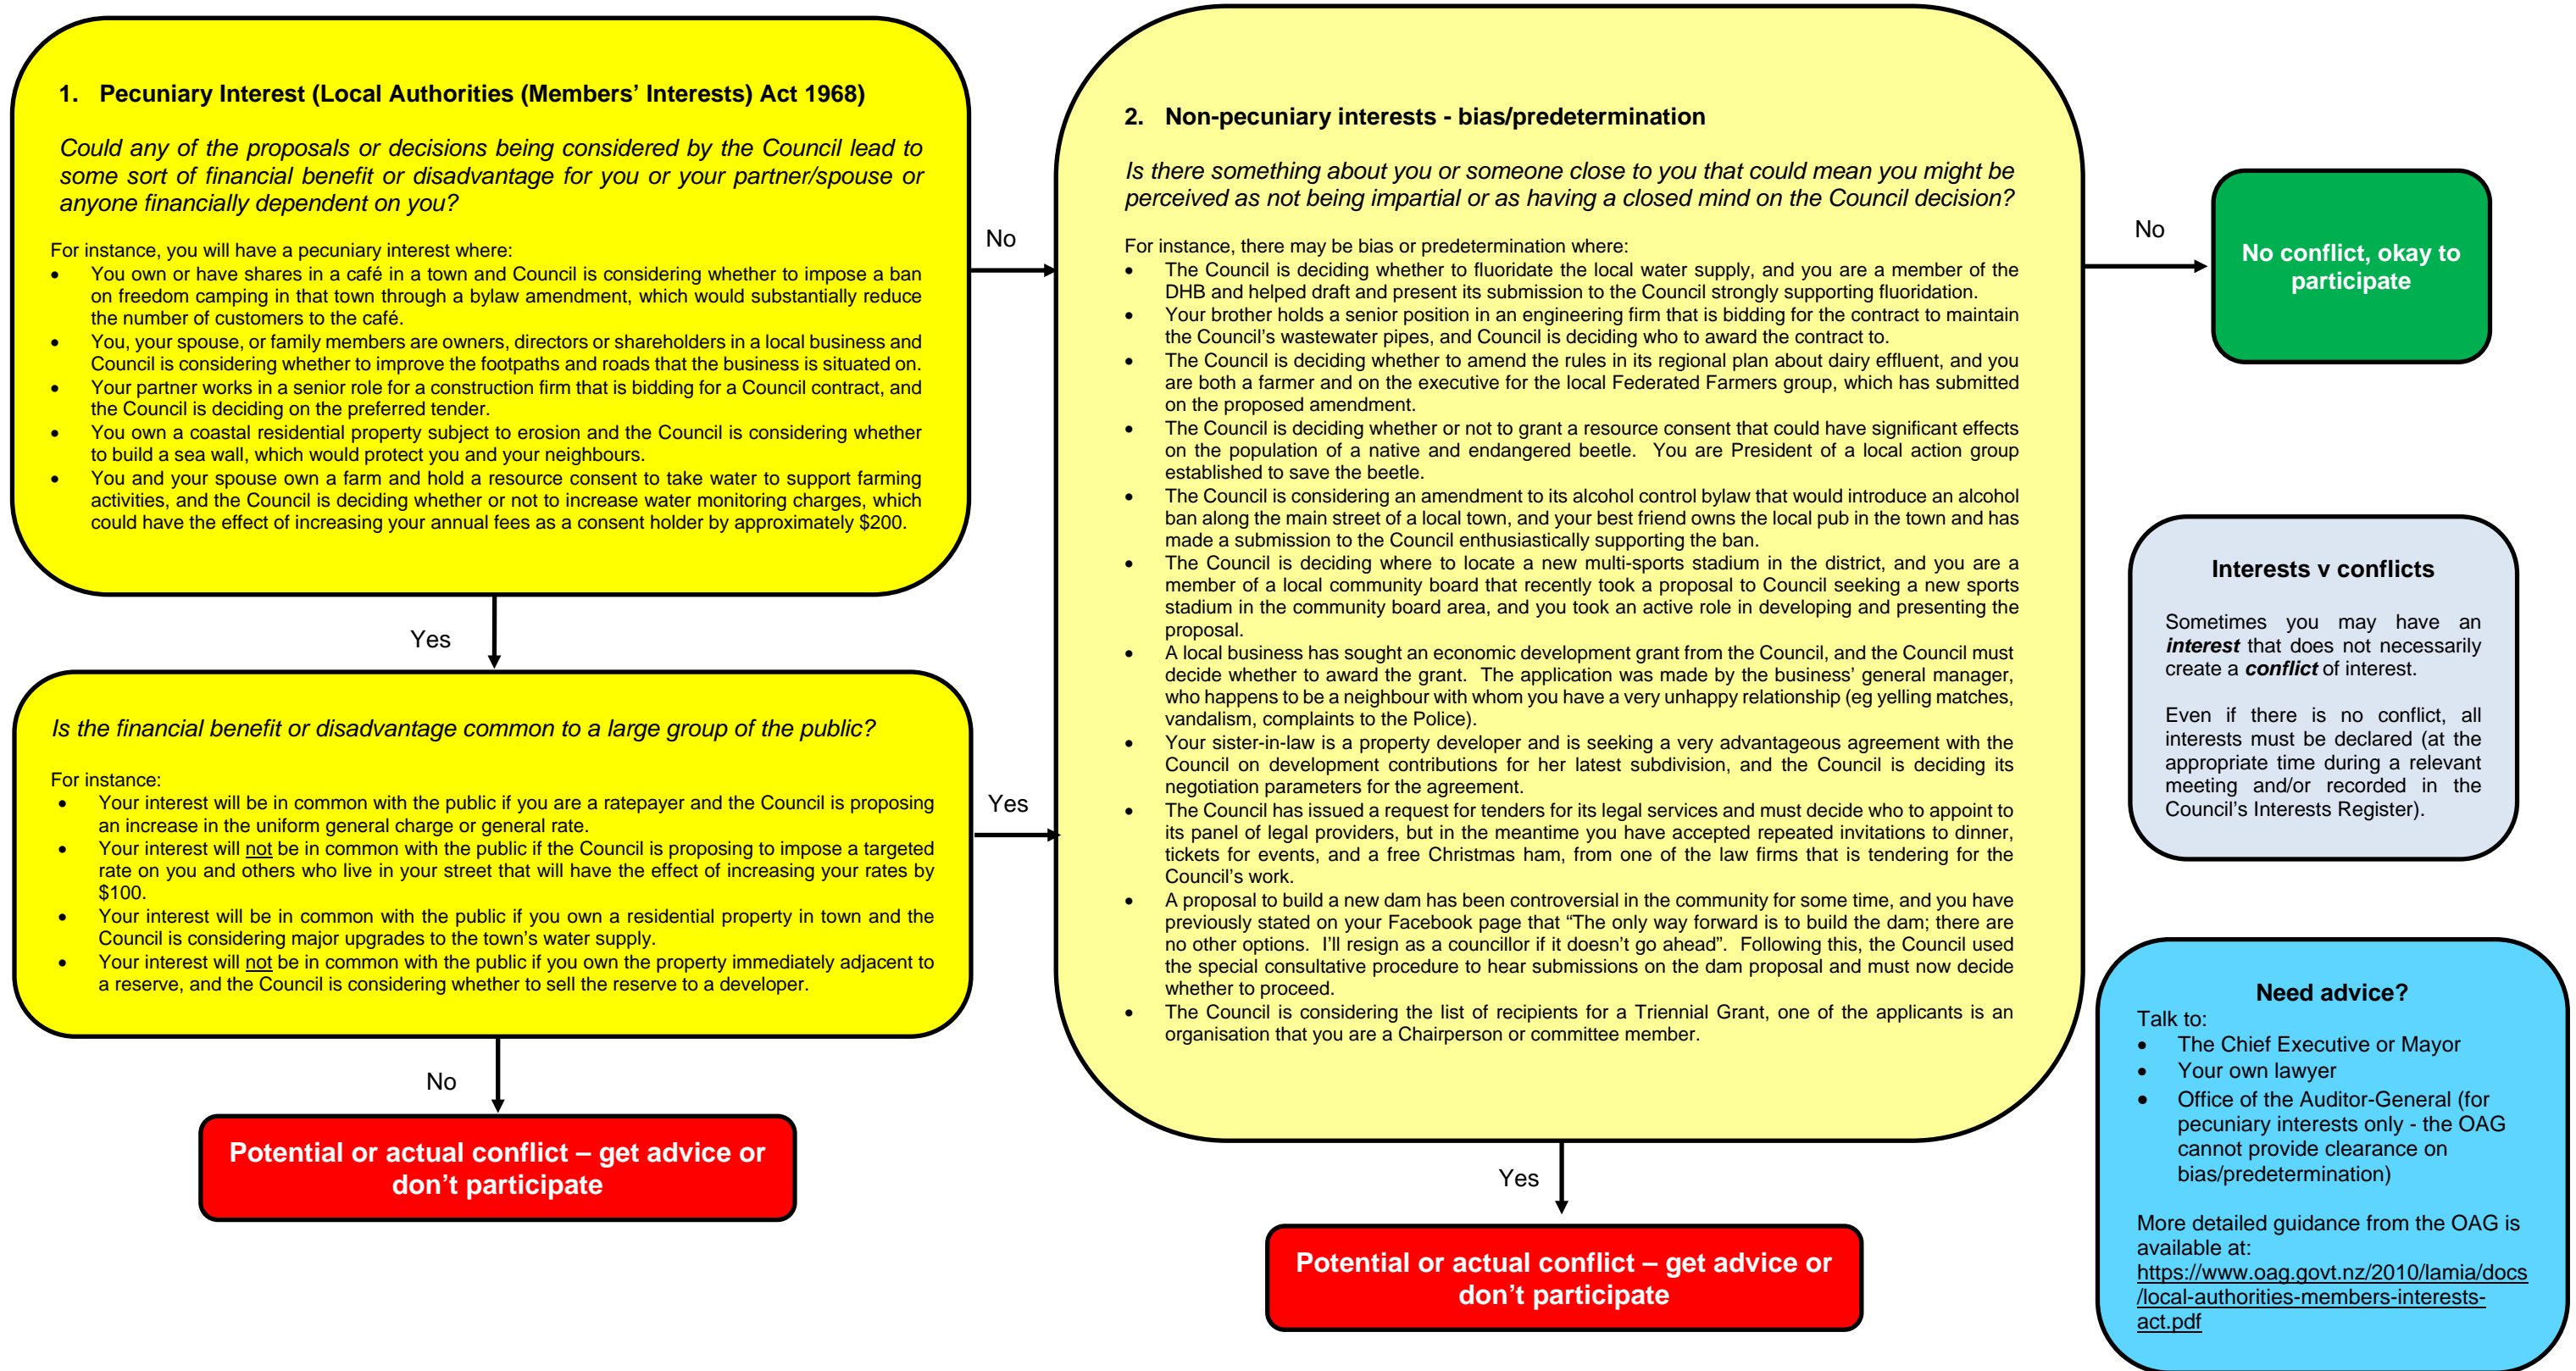 1. Pecuniary Interest (Local Authorities (Members’ Interests) Act 1968)
Could any of the proposals or decisions being considered by the Council lead to
some sort of financial benefit or disadvantage for you or your partner/spouse or
anyone financially dependent on you?
For instance, you will have a pecuniary interest where:
• You own or have shares in a café in a town and Council is considering whether to impose a ban
on freedom camping in that town through a bylaw amendment, which would substantially reduce
the number of customers to the café.
• You, your spouse, or family members are owners, directors or shareholders in a local business and
Council is considering whether to improve the footpaths and roads that the business is situated on.
• Your partner works in a senior role for a construction firm that is bidding for a Council contract, and
the Council is deciding on the preferred tender.
• You own a coastal residential property subject to erosion and the Council is considering whether
to build a sea wall, which would protect you and your neighbours.
• You and your spouse own a farm and hold a resource consent to take water to support farming
activities, and the Council is deciding whether or not to increase water monitoring charges, which
could have the effect of increasing your annual fees as a consent holder by approximately $200.
No
Yes
Is the financial benefit or disadvantage common to a large group of the public?
For instance:
• Your interest will be in common with the public if you are a ratepayer and the Council is proposing
an increase in the uniform general charge or general rate.
• Your interest will not be in common with the public if the Council is proposing to impose a targeted
rate on you and others who live in your street that will have the effect of increasing your rates by
$100.
• Your interest will be in common with the public if you own a residential property in town and the
Council is considering major upgrades to the town’s water supply.
• Your interest will not be in common with the public if you own the property immediately adjacent to
a reserve, and the Council is considering whether to sell the reserve to a developer.
Yes
No
Potential or actual conflict – get advice or
don’t participate
2. Non-pecuniary interests - bias/predetermination
Is there something about you or someone close to you that could mean you might be
perceived as not being impartial or as having a closed mind on the Council decision?
For instance, there may be bias or predetermination where:
• The Council is deciding whether to fluoridate the local water supply, and you are a member of the
DHB and helped draft and present its submission to the Council strongly supporting fluoridation.
• Your brother holds a senior position in an engineering firm that is bidding for the contract to maintain
the Council’s wastewater pipes, and Council is deciding who to award the contract to.
• The Council is deciding whether to amend the rules in its regional plan about dairy effluent, and you
are both a farmer and on the executive for the local Federated Farmers group, which has submitted
on the proposed amendment.
• The Council is deciding whether or not to grant a resource consent that could have significant effects
on the population of a native and endangered beetle. You are President of a local action group
established to save the beetle.
• The Council is considering an amendment to its alcohol control bylaw that would introduce an alcohol
ban along the main street of a local town, and your best friend owns the local pub in the town and has
made a submission to the Council enthusiastically supporting the ban.
• The Council is deciding where to locate a new multi-sports stadium in the district, and you are a
member of a local community board that recently took a proposal to Council seeking a new sports
stadium in the community board area, and you took an active role in developing and presenting the
proposal.
• A local business has sought an economic development grant from the Council, and the Council must
decide whether to award the grant. The application was made by the business’ general manager,
who happens to be a neighbour with whom you have a very unhappy relationship (eg yelling matches,
vandalism, complaints to the Police).
• Your sister-in-law is a property developer and is seeking a very advantageous agreement with the
Council on development contributions for her latest subdivision, and the Council is deciding its
negotiation parameters for the agreement.
• The Council has issued a request for tenders for its legal services and must decide who to appoint to
its panel of legal providers, but in the meantime you have accepted repeated invitations to dinner,
tickets for events, and a free Christmas ham, from one of the law firms that is tendering for the
Council’s work.
• A proposal to build a new dam has been controversial in the community for some time, and you have
previously stated on your Facebook page that “The only way forward is to build the dam; there are
no other options. I’ll resign as a councillor if it doesn’t go ahead”. Following this, the Council used
the special consultative procedure to hear submissions on the dam proposal and must now decide
whether to proceed.
• The Council is considering the list of recipients for a Triennial Grant, one of the applicants is an
organisation that you are a Chairperson or committee member.
Yes
Potential or actual conflict – get advice or
don’t participate
No
No conflict, okay to
participate
Interests v conflicts
Sometimes you may have an
interest that does not necessarily
create a conflict of interest.
Even if there is no conflict, all
interests must be declared (at the
appropriate time during a relevant
meeting and/or recorded in the
Council’s Interests Register).
Need advice?
Talk to:
• The Chief Executive or Mayor
• Your own lawyer
• Office of the Auditor-General (for
pecuniary interests only - the OAG
cannot provide clearance on
bias/predetermination)
More detailed guidance from the OAG is
available at:
https://www.oag.govt.nz/2010/lamia/docs
/local-authorities-members-interests-
act.pdf